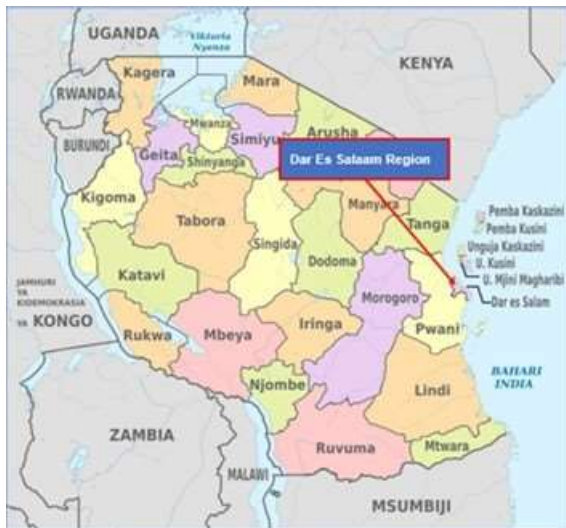 UGANDA
Viktoria
Nyanza
KENYA
Kagera
Mara
RWANDA
Mwanza
Arusha
BURUNDI
Geita
Simiyu
Shinyanga
Dar Es Salaam Region
Kigoma
Manyara
Tabora
Tanga
Pemba Kaskazini
Pemba Kusini
Singida
Unguja Kaskazini
U. Kusini
Dodoma
U. Mjini Magharibi
Katavi
Dar es Salam
JAMHURI
YA
KIDEMOKRASIA
YA KONGO
Morogoro
Pwani
Rukwa
Mbeya
Iringa
BAHARI
INDIA
Njombe
Lindi
ZAMBIA
Ruvuma
Mtwara
MALAWI
MSUMBIJI